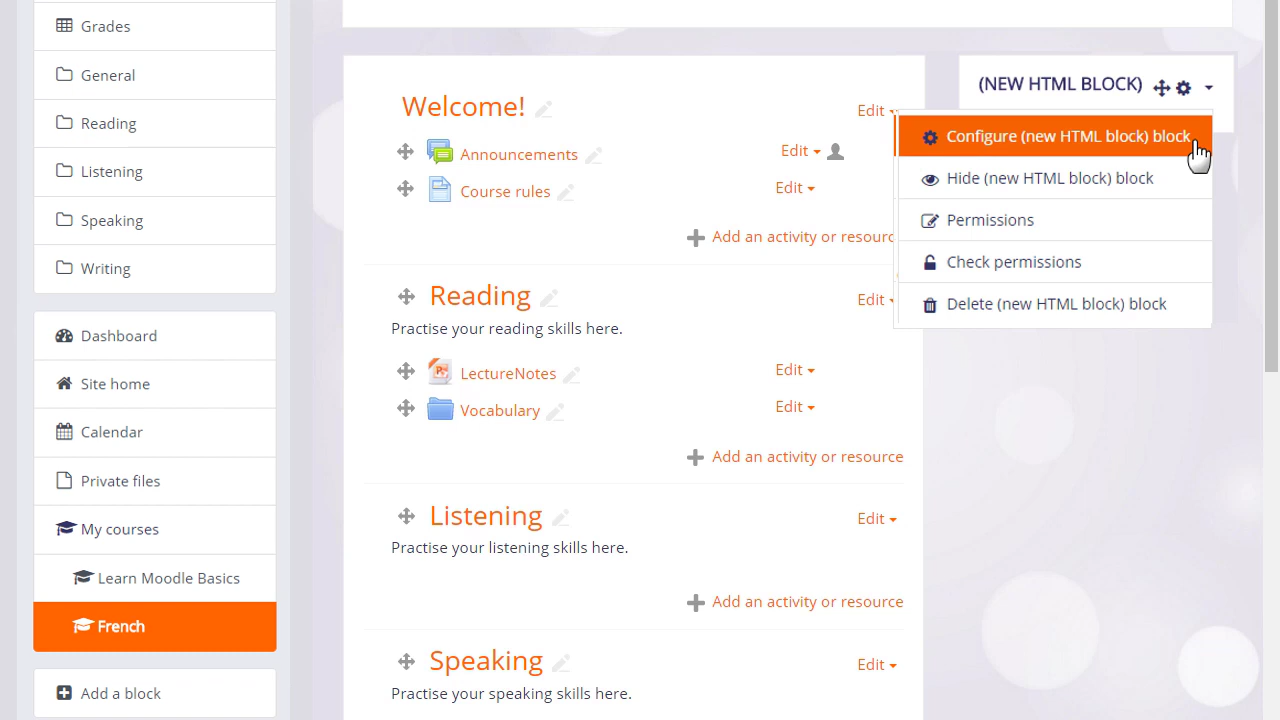 Grades
General
Reading
Listening
Speaking
Writing
Dashboard
Site home
Calendar
Private files
My courses
Learn Moodle Basics
French
Add a block
Welcome!
Edit
Announcements
Edit
Course rules
Edit
Add an activity or resourc
Reading
Edit
Practise your reading skills here.
LectureNotes
Edit
Vocabulary
Edit
Add an activity or resource
Listening
Edit
Practise your listening skills here.
Add an activity or resource
Speaking
Edit
Practise your speaking skills here.
(NEW HTML BLOCK)
Configure (new HTML block) block
Hide (new HTML block) block
Permissions
Check permissions
Delete (new HTML block) block